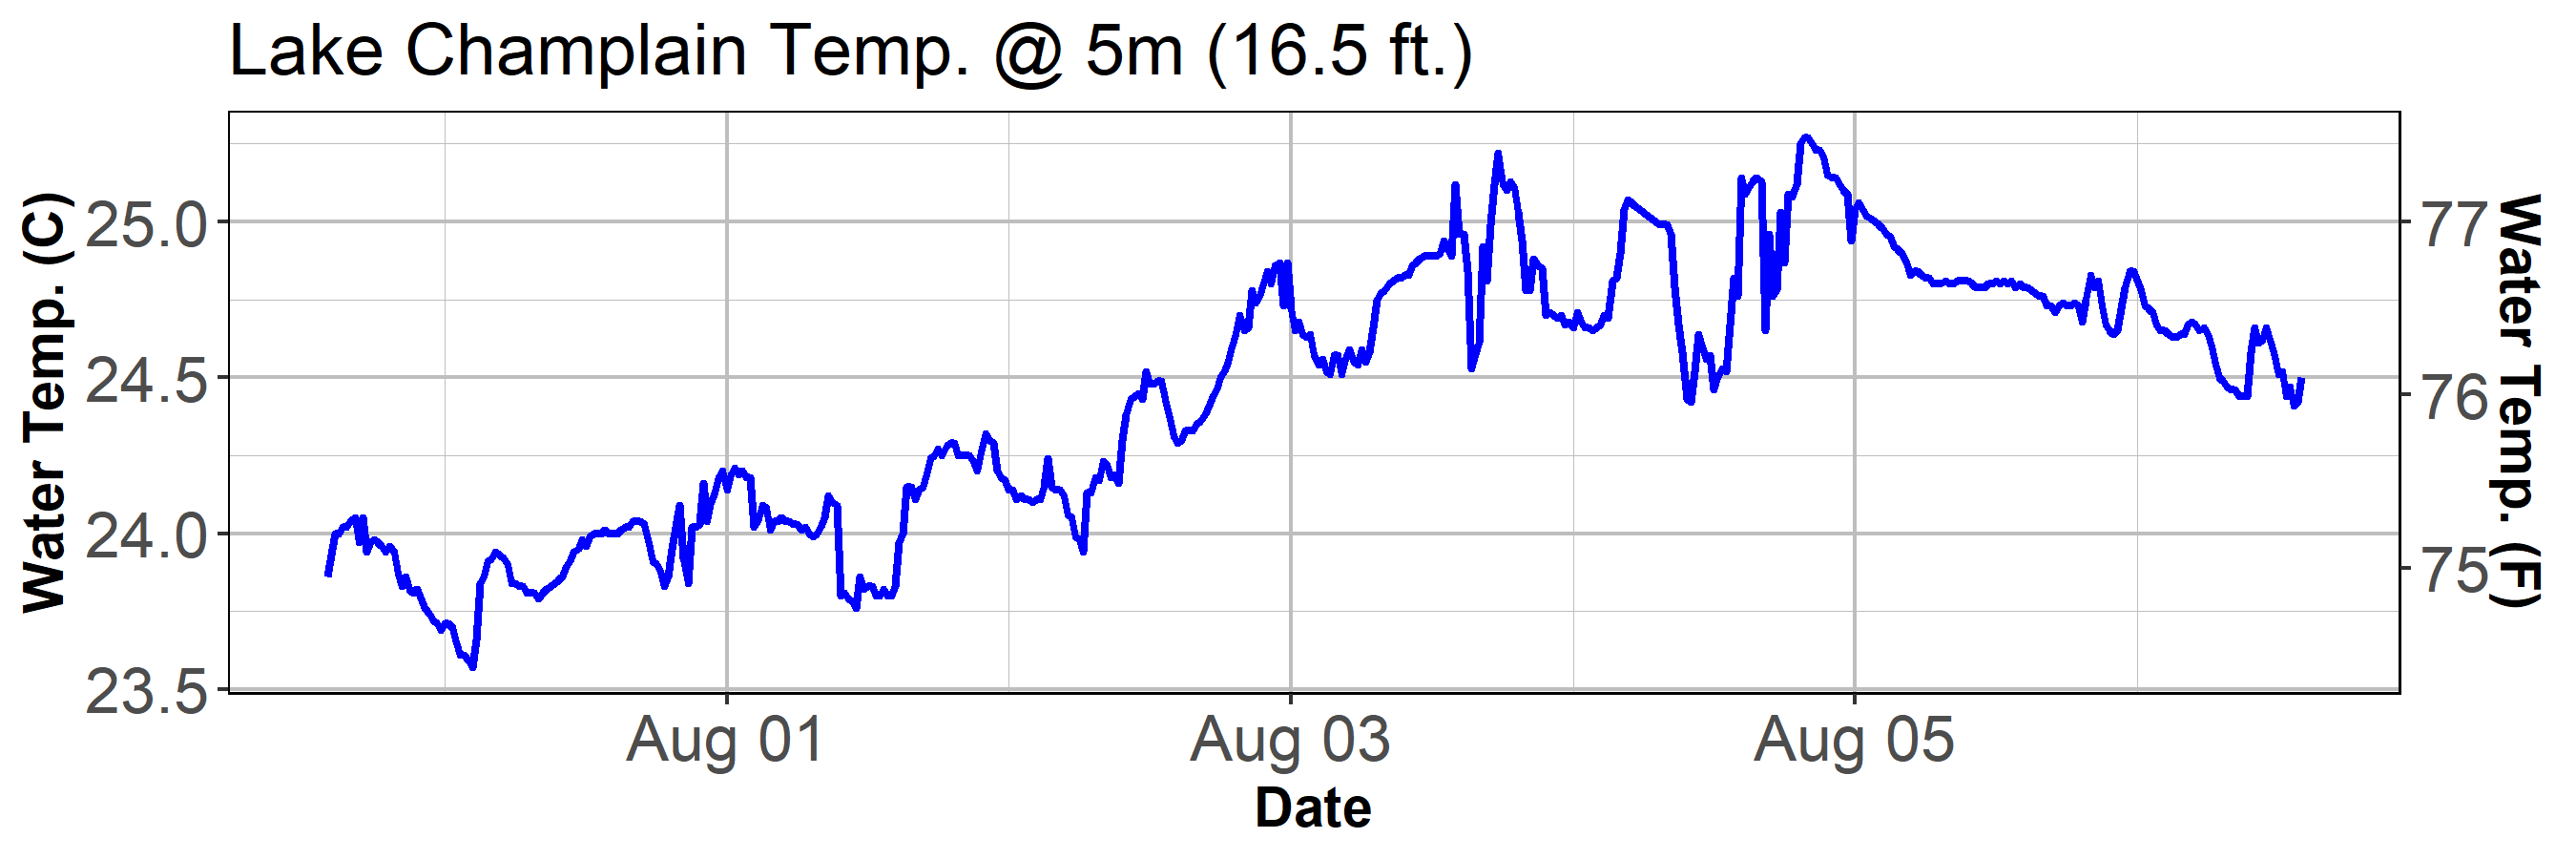 Lake Champlain Temp. @ 5m (16.5 ft.)
Water Temp. (C)
25.0
24.5
24.0
23.5
77
76
75
Water Temp. (F)
Aug 01
Aug 03
Aug 05
Date